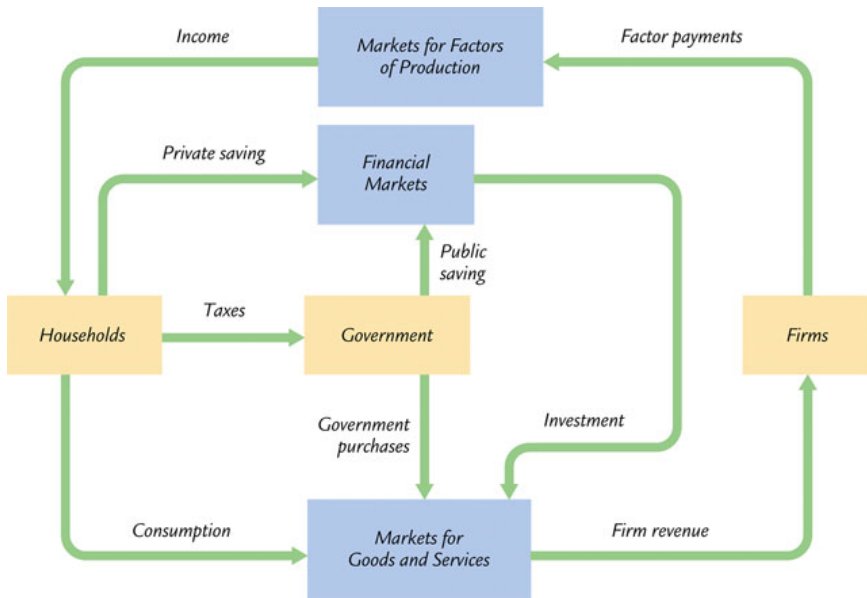 Income
Markets for Factors
of Production
Factor payments
Private saving
Financial
Markets
Public
saving
Taxes
Households
Government
Firms
Government
purchases
Investment
Consumption
Markets for
Goods and Services
Firm revenue